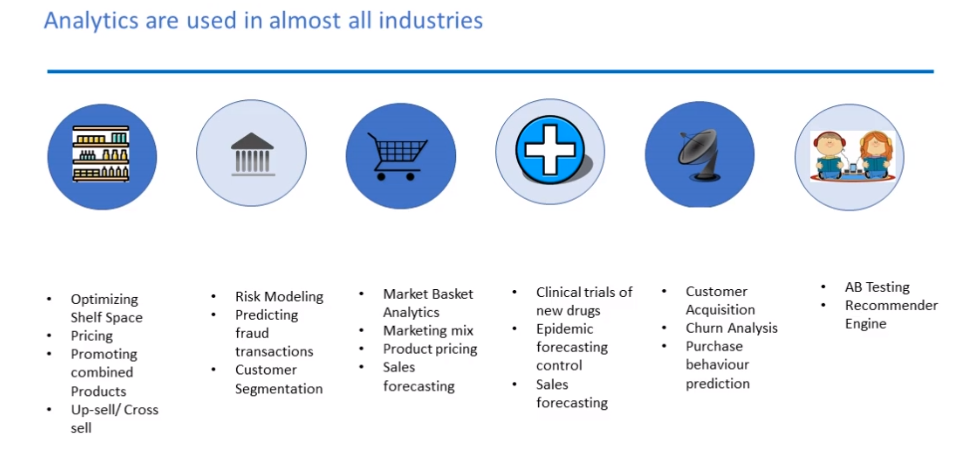 Analytics are used in almost all industries
• Optimizing
Shelf Space
• Pricing
• Promoting
combined
Products
• Up-sell/ Cross
sell
• Risk Modeling
• Predicting
fraud
transactions
• Customer
Segmentation
• Market Basket
Analytics
• Marketing mix
• Product pricing
• Sales
forecasting
• Clinical trials of
new drugs
• Epidemic
forecasting
control
• Sales
forecasting
• Customer
Acquisition
• Churn Analysis
• Purchase
behaviour
prediction
• AB Testing
• Recommender
Engine